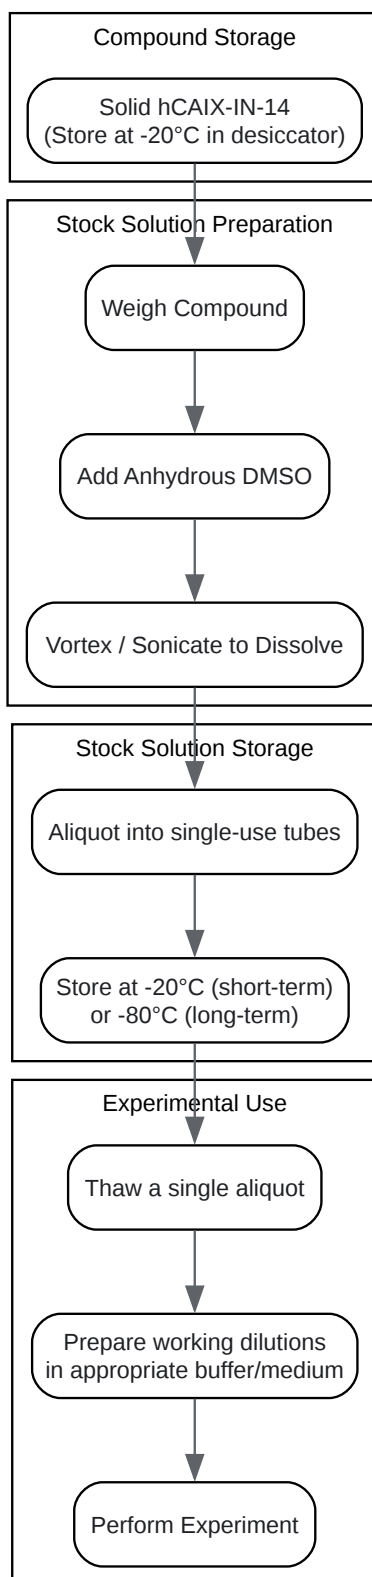 Compound Storage
Solid hCAIX-IN-14
(Store at -20°C in desiccator)
Stock Solution Preparation
Weigh Compound
Add Anhydrous DMSO
Vortex / Sonicate to Dissolve
Stock Solution Storage
Aliquot into single-use tubes
Store at -20°C (short-term)
or -80°C (long-term)
Experimental Use
Thaw a single aliquot
Prepare working dilutions
in appropriate buffer/medium
Perform Experiment